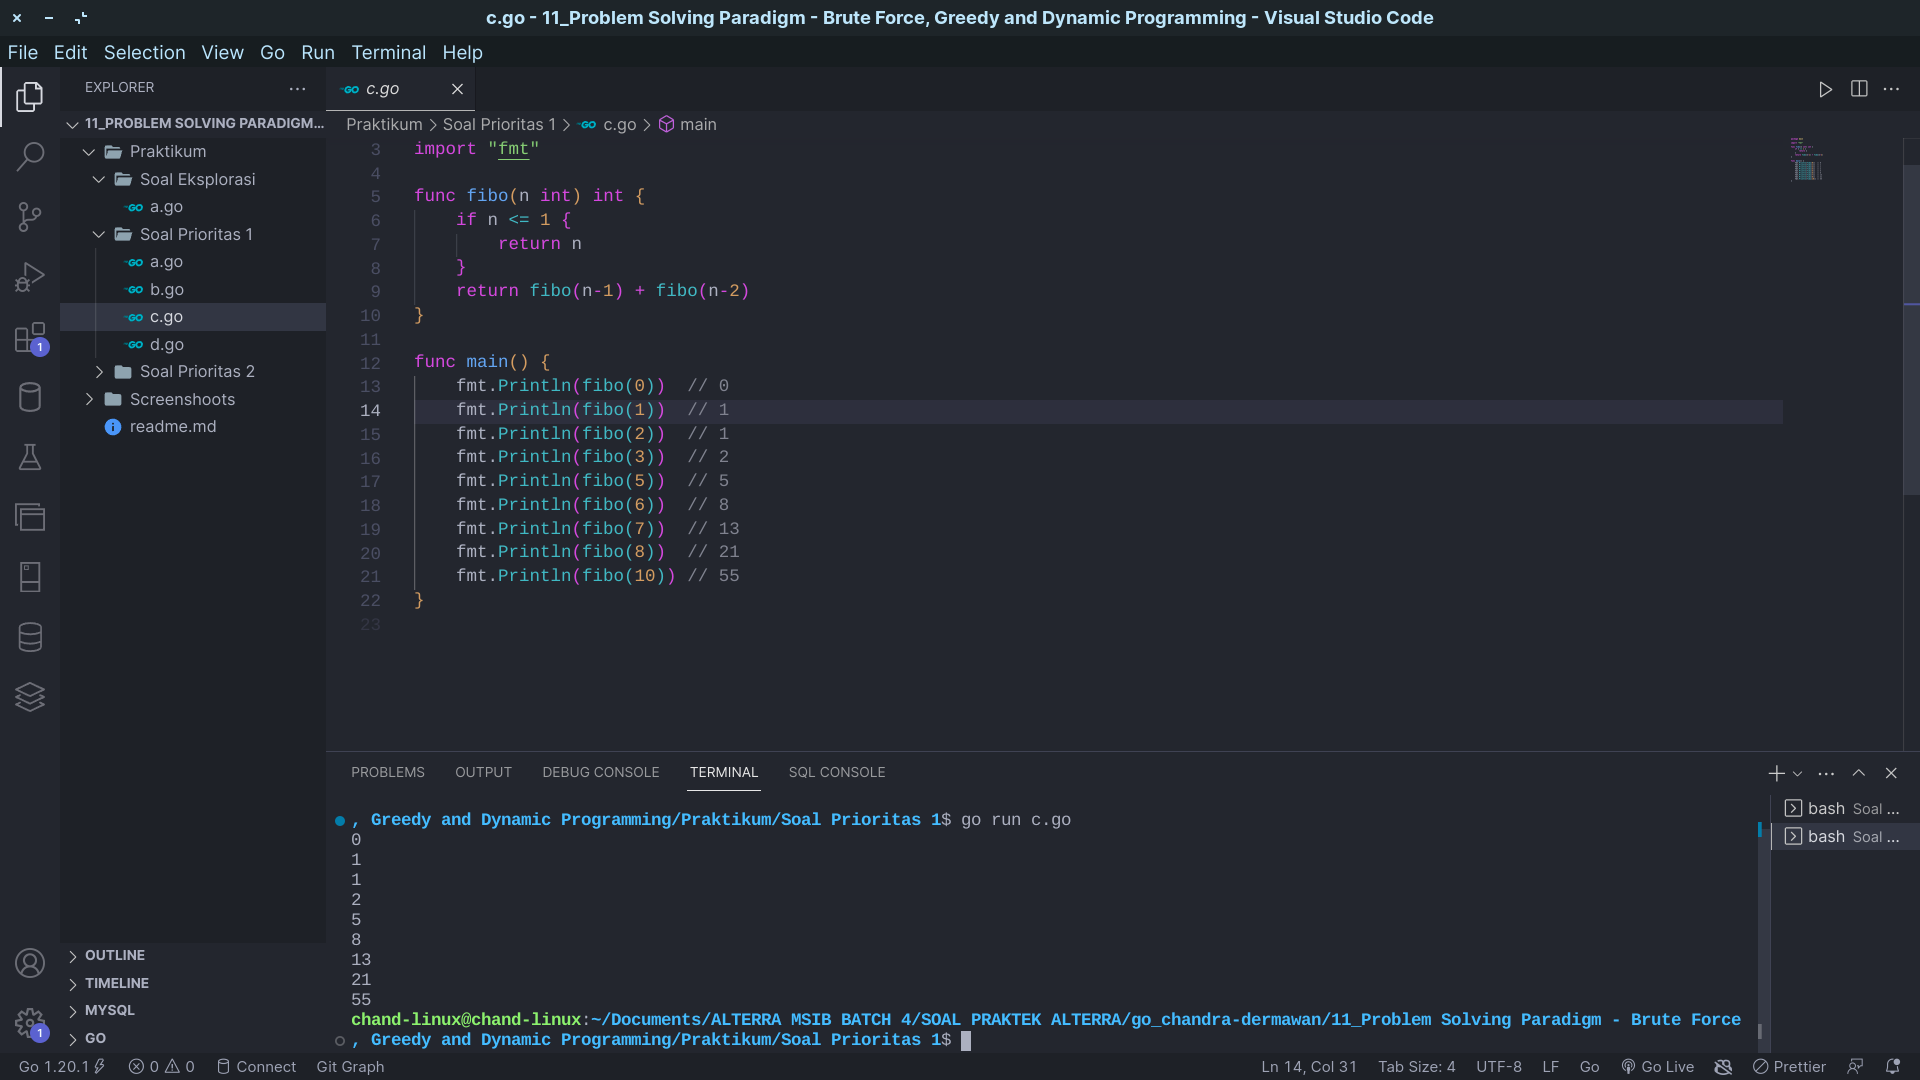 c.go - 11_Problem Solving Paradigm - Brute Force, Greedy and Dynamic Programming - Visual Studio Code
File Edit Selection View Go Run Terminal Help
EXPLORER
11_PROBLEM SOLVING PARADIGM...
Praktikum
Soal Eksplorasi
GO a.go
Soal Prioritas 1
GO a.go
GO b.go
GO c.go
GO d.go
Soal Prioritas 2
Screenshoots
readme.md
OUTLINE
TIMELINE
MYSQL
GO
1
1
GO c.go
Praktikum > Soal Prioritas 1 > GO c.go > main
3 import "fmt"
4
5 func fibo(n int) int {
6     if n <= 1 {
7         return n
8     }
9     return fibo(n-1) + fibo(n-2)
10 }
11
12 func main() {
13     fmt.Println(fibo(0))  // 0
14     fmt.Println(fibo(1))  // 1
15     fmt.Println(fibo(2))  // 1
16     fmt.Println(fibo(3))  // 2
17     fmt.Println(fibo(5))  // 5
18     fmt.Println(fibo(6))  // 8
19     fmt.Println(fibo(7))  // 13
20     fmt.Println(fibo(8))  // 21
21     fmt.Println(fibo(10)) // 55
22 }
23
PROBLEMS OUTPUT DEBUG CONSOLE TERMINAL SQL CONSOLE
, Greedy and Dynamic Programming/Praktikum/Soal Prioritas 1$ go run c.go
0
1
1
2
5
8
13
21
55
chand-linux@chand-linux:~/Documents/ALTERRA MSIB BATCH 4/SOAL PRAKTEK ALTERRA/go_chandra-dermawan/11_Problem Solving Paradigm - Brute Force
, Greedy and Dynamic Programming/Praktikum/Soal Prioritas 1$
bash Soal ...
bash Soal ...
Go 1.20.1 0 0 Connect Git Graph Ln 14, Col 31 Tab Size: 4 UTF-8 LF Go Go Live Prettier